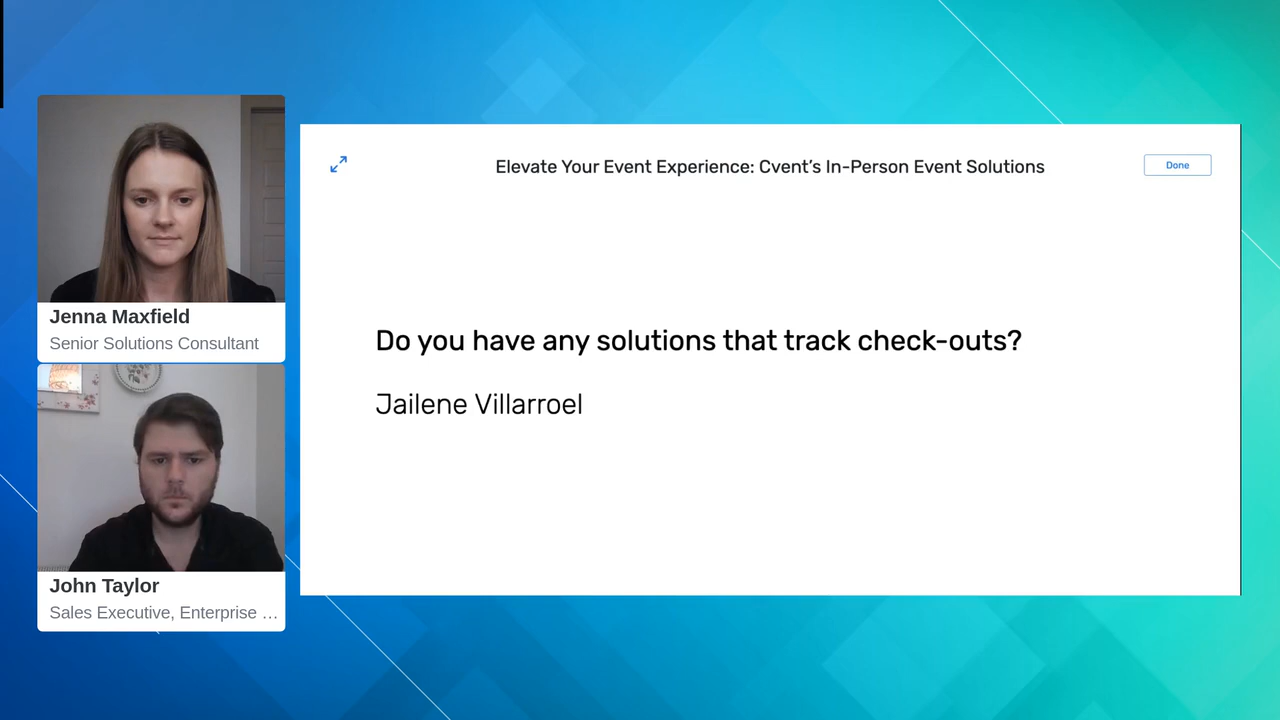 Jenna Maxfield
Senior Solutions Consultant
John Taylor
Sales Executive, Enterprise …
Elevate Your Event Experience: Cvent’s In-Person Event Solutions
Done
Do you have any solutions that track check-outs?
Jailene Villarroel